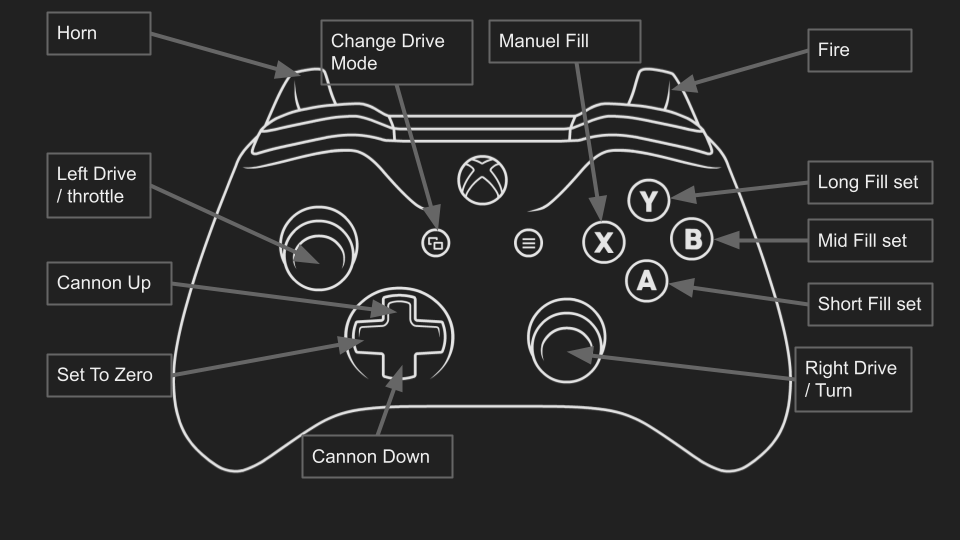 Horn
Change Drive
Mode
Manuel Fill
Fire
Left Drive
/ throttle
Long Fill set
Y
X
B
Mid Fill set
Cannon Up
A
Short Fill set
Set To Zero
Right Drive
/ Turn
Cannon Down